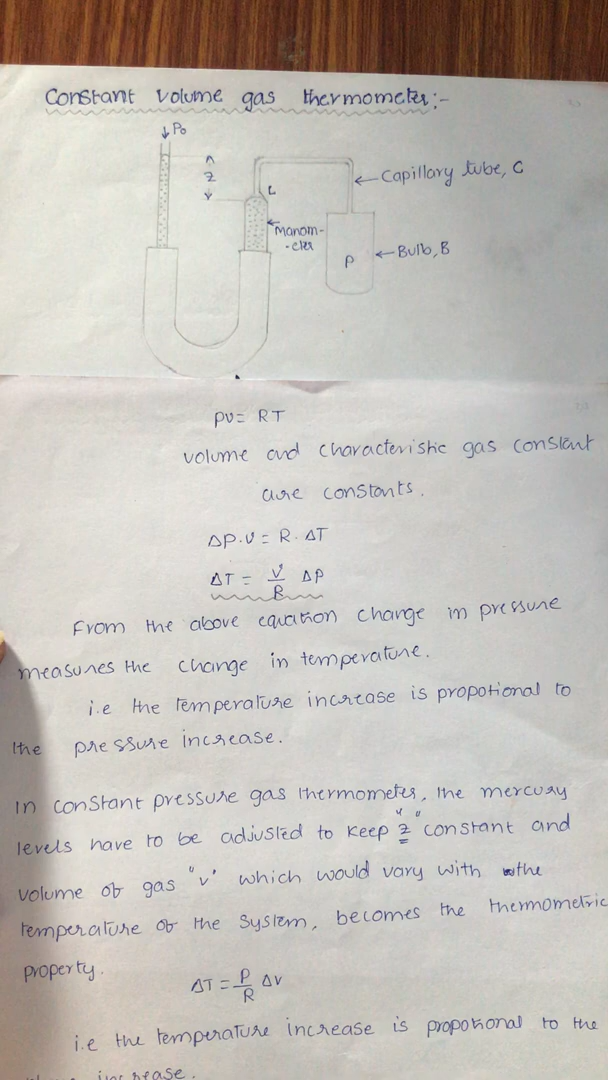 Constant volume gas thermometer:-
↓ P₀
Z
L
← Capillary tube, C
← Manom-
-eter
P
← Bulb, B
pv = RT
volume and characteristic gas constant
are constants.
ΔP.V = R. ΔT
ΔT = V/R ΔP
From the above equation change in pressure
measures the change in temperature.
i.e the temperature increase is propotional to
the pressure increase.
In constant pressure gas thermometer, the mercury
levels have to be adjusted to keep "z" constant and
volume of gas "v" which would vary with the
temperature of the system, becomes the thermometric
property.
ΔT = P/R ΔV
i.e the temperature increase is propotional to the
increase.